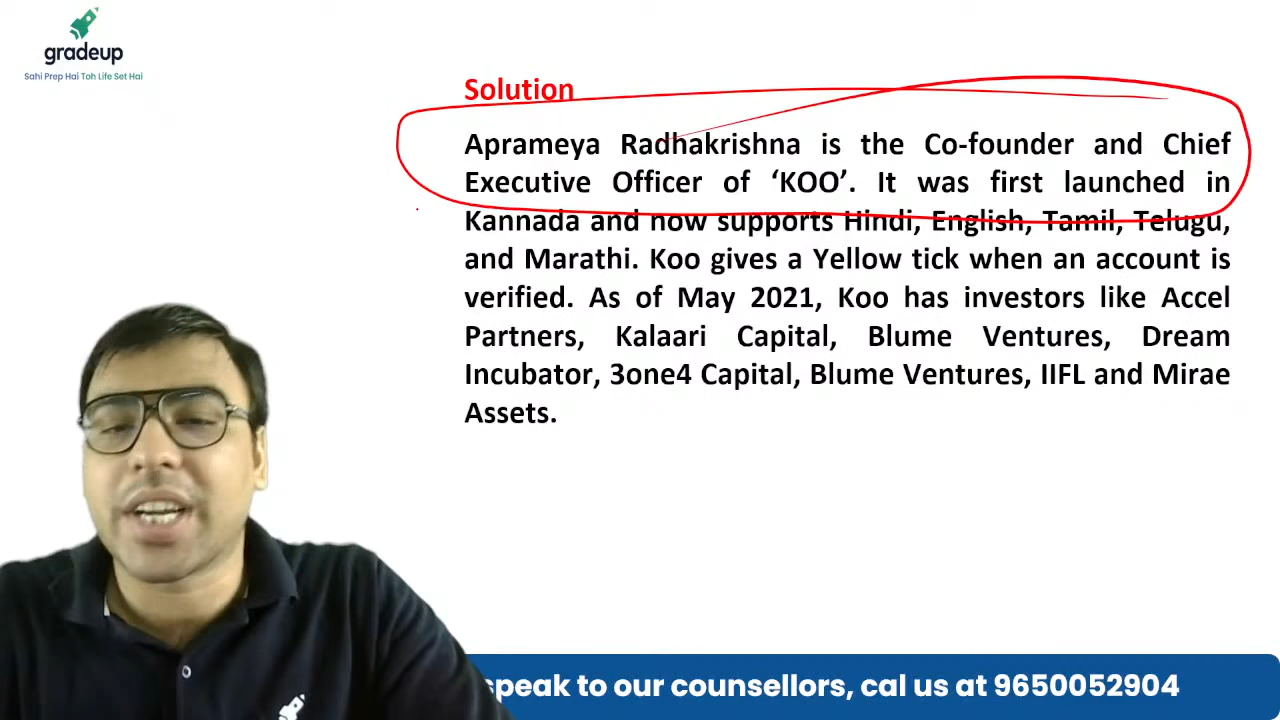 gradeup
Sahi Prep Hai Toh Life Set Hai
Solution
Aprameya Radhakrishna is the Co-founder and Chief
Executive Officer of ‘KOO’. It was first launched in
Kannada and now supports Hindi, English, Tamil, Telugu,
and Marathi. Koo gives a Yellow tick when an account is
verified. As of May 2021, Koo has investors like Accel
Partners, Kalaari Capital, Blume Ventures, Dream
Incubator, 3one4 Capital, Blume Ventures, IIFL and Mirae
Assets.
speak to our counsellors, cal us at 9650052904